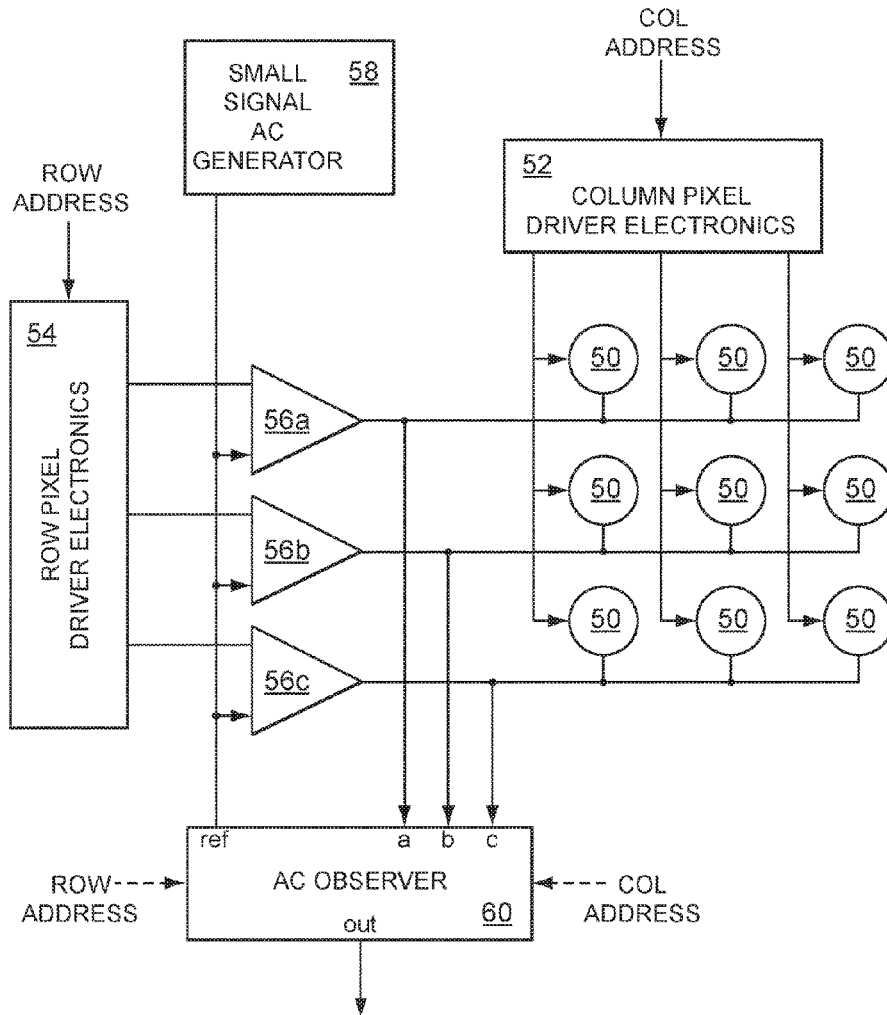 COL
ADDRESS
SMALL 58
SIGNAL
AC
GENERATOR
ROW
ADDRESS
52
COLUMN PIXEL
DRIVER ELECTRONICS
54
ROW PIXEL
DRIVER ELECTRONICS
50 50 50
56a
50 50 50
56b
50 50 50
56c
ref a b c
ROW
ADDRESS
AC OBSERVER
COL
ADDRESS
out 60